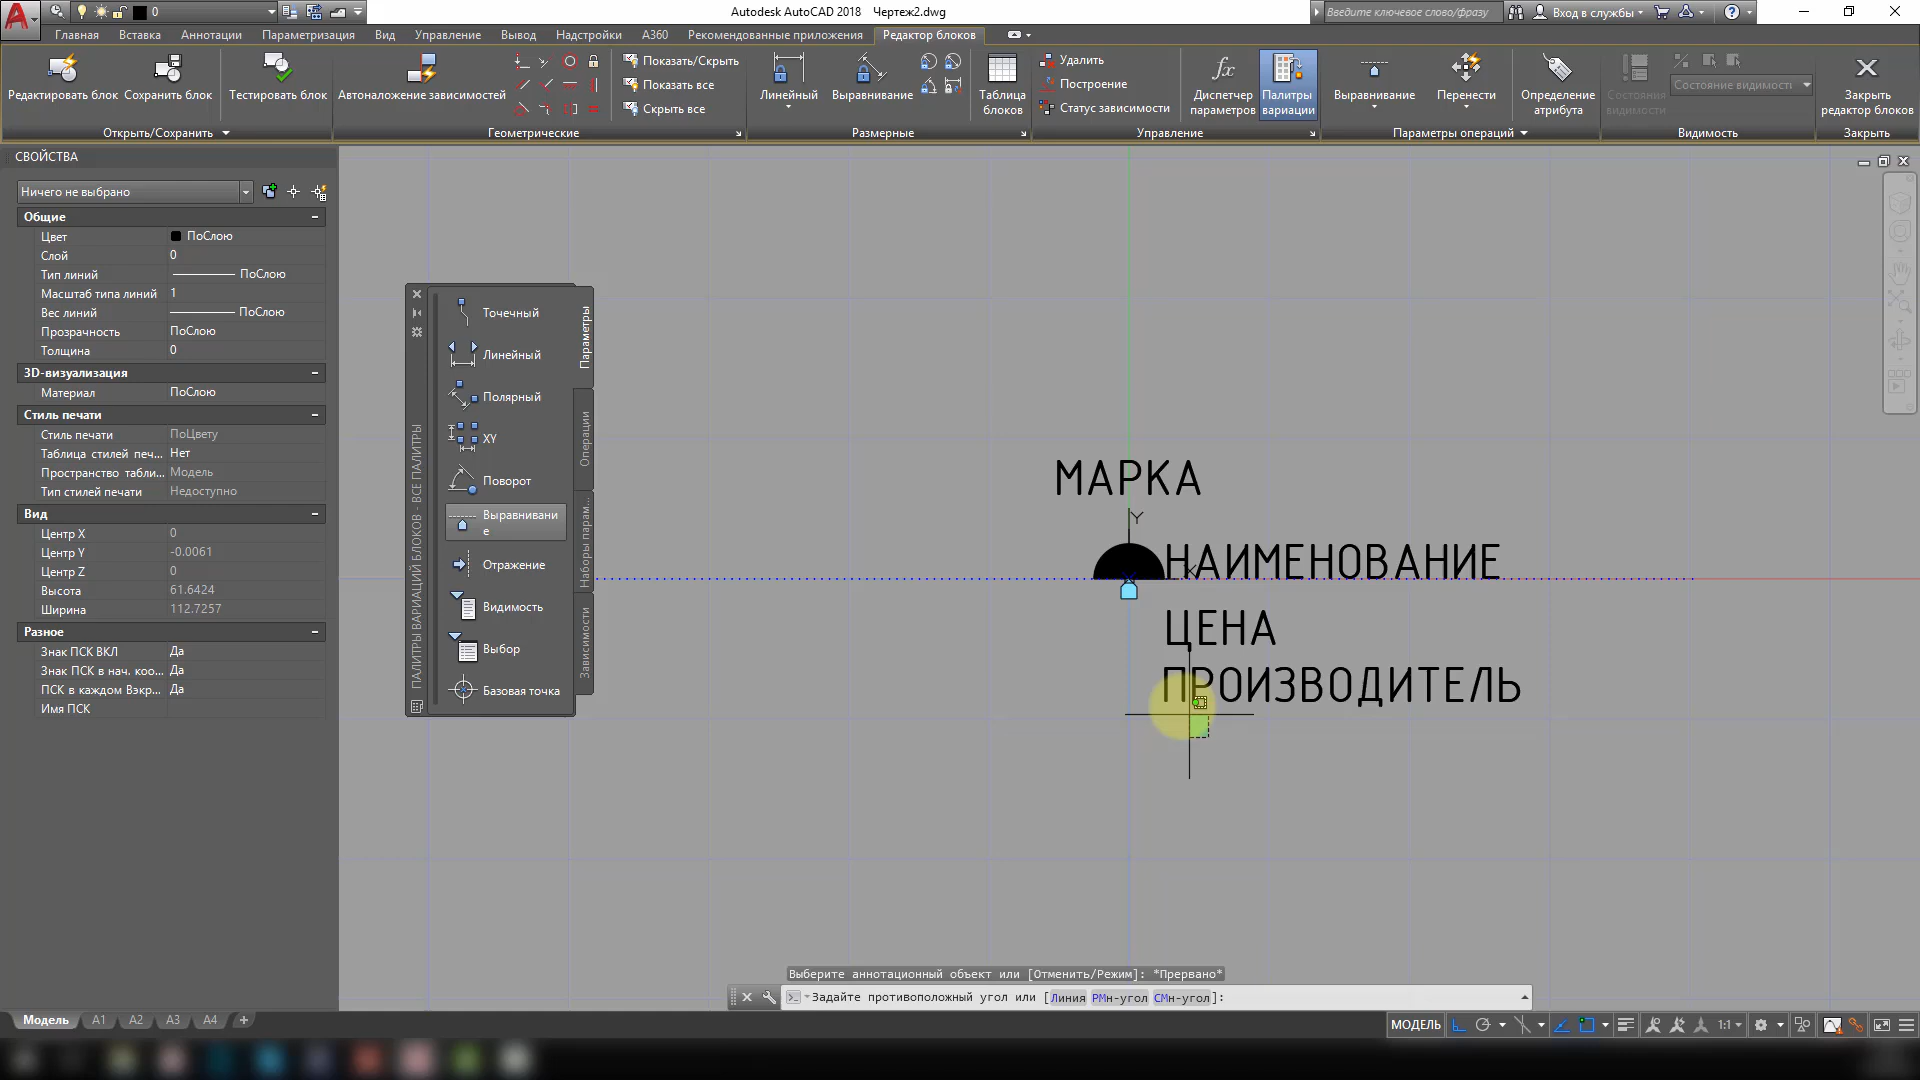 0
Autodesk AutoCAD 2018 Чертеж2.dwg
Введите ключевое слово/фразу
Вход в службы
Главная Вставка Аннотации Параметризация Вид Управление Вывод Надстройки A360 Рекомендованные приложения Редактор блоков
Редактировать блок Сохранить блок Тестировать блок Автоналожение зависимостей
Показать/Скрыть
Показать все
Скрыть все
Линейный Выравнивание
Таблица блоков
Удалить
Построение
Статус зависимости
fx
Диспетчер параметров
Палитры вариации
Выравнивание Перенести
Определение атрибута
Состояния видимости
Состояние видимости
Закрыть редактор блоков
Открыть/Сохранить Геометрические Размерные Управление Параметры операций Видимость Закрыть
СВОЙСТВА
Ничего не выбрано
Общие
Цвет ПоСлою
Слой 0
Тип линий ПоСлою
Масштаб типа линий 1
Вес линий ПоСлою
Прозрачность ПоСлою
Толщина 0
3D-визуализация
Материал ПоСлою
Стиль печати
Стиль печати ПоЦвету
Таблица стилей печ... Нет
Пространство табли... Модель
Тип стилей печати Недоступно
Вид
Центр X 0
Центр Y -0.0061
Центр Z 0
Высота 61.6424
Ширина 112.7257
Разное
Знак ПСК ВКЛ Да
Знак ПСК в нач. коо... Да
ПСК в каждом Вэкр... Да
Имя ПСК
ПАЛИТРЫ ВАРИАЦИЙ БЛОКОВ - ВСЕ ПАЛИТРЫ
Точечный
Линейный
Полярный
XY
Поворот
Выравнивани
е
Отражение
Видимость
Выбор
Базовая точка
Параметры
Операции
Наборы парам...
Зависимости
МАРКА
Y
НАИМЕНОВАНИЕ
X
ЦЕНА
ПРОИЗВОДИТЕЛЬ
Выберите аннотационный объект или [Отменить/Режим]: *Прервано*
Задайте противоположный угол или [Линия РМн-угол СМн-угол]:
Модель A1 A2 A3 A4 +
МОДЕЛЬ
1:1